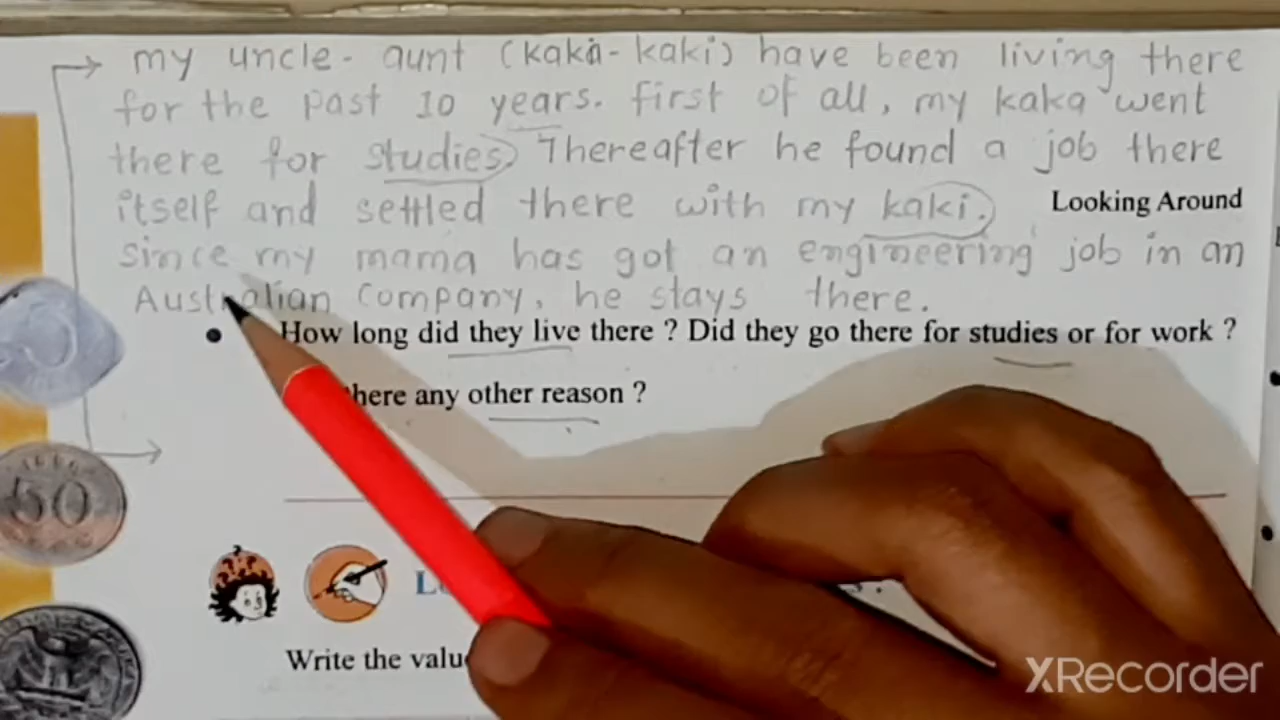 my uncle- aunt (kaka-kaki) have been living there
for the past 10 years. first of all, my kaka went
there for studies. Thereafter he found a job there
itself and settled there with my kaki.
Looking Around
since my mama has got an engineering job in an
Australian company, he stays there.
How long did they live there ? Did they go there for studies or for work ?
there any other reason ?
50
Write the valu
XRecorder